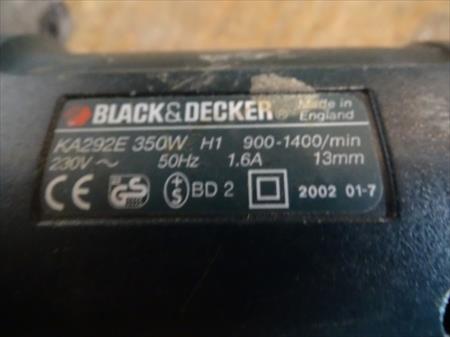 BLACK&DECKER® Made in England
KA292E 350W H1 900-1400/min
230V ~ 50Hz 1.6A 13mm
CE GS +S BD 2 2002 01-7